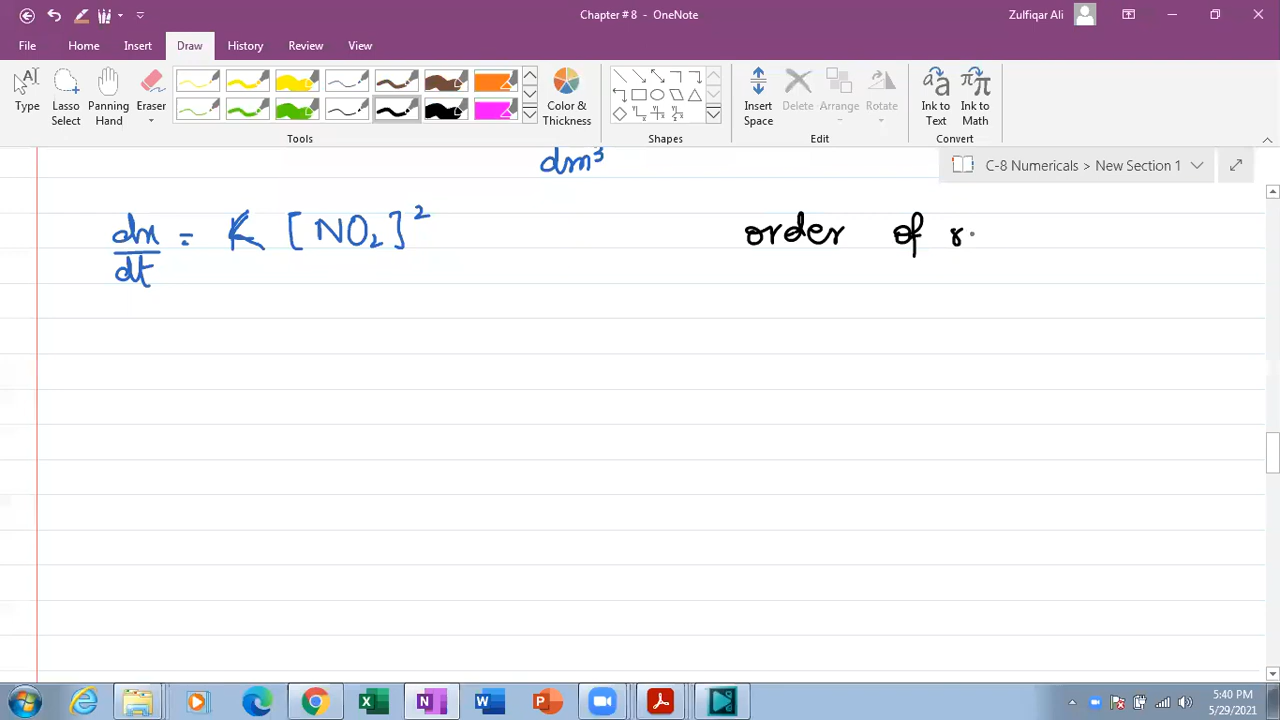 Chapter # 8 - OneNote
Zulfiqar Ali
File Home Insert Draw History Review View
Type
Lasso Select
Panning Hand
Eraser
Color & Thickness
Insert Space
Delete
Arrange
Rotate
Ink to Text
Ink to Math
Tools
Shapes
Edit
Convert
C-8 Numericals > New Section 1
dm³
dx/dt = K [NO₂]²
order of r
5:40 PM
5/29/2021